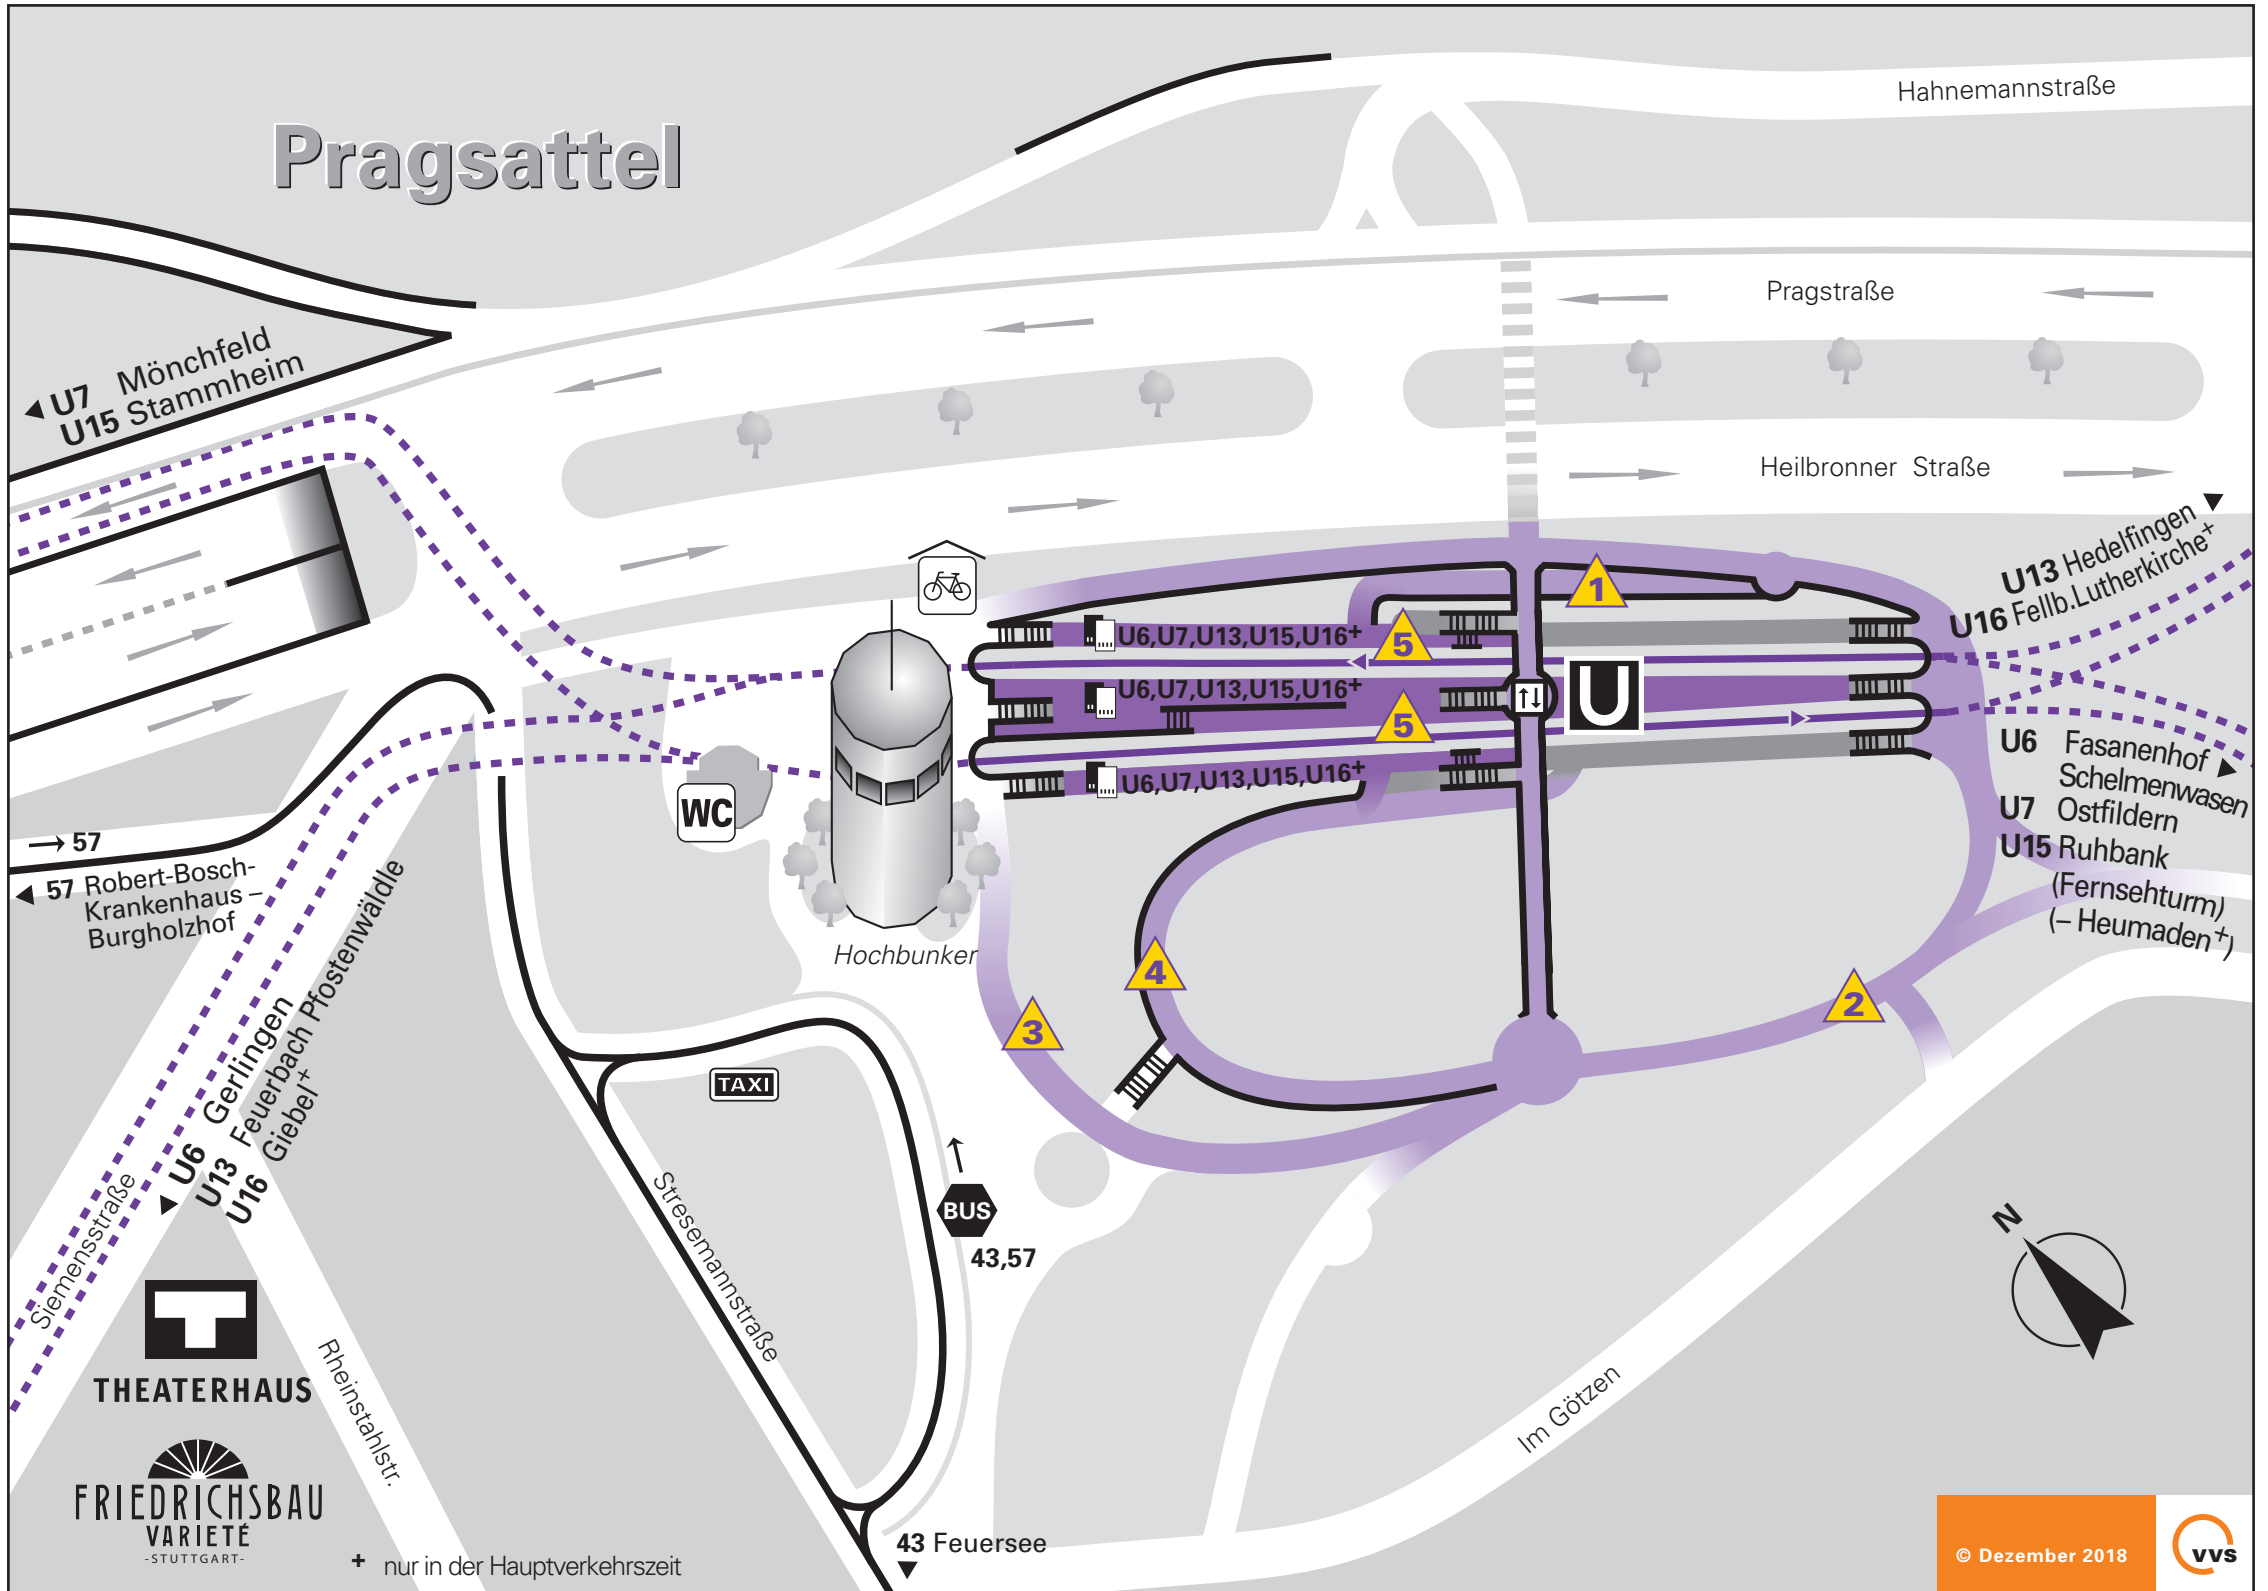 Pragsattel
Hahnemannstraße
Pragstraße
Heilbronner Straße
U7 Mönchfeld
U15 Stammheim
U13 Hedelfingen
U16 Fellb.Lutherkirche+
1
U6,U7,U13,U15,U16+
5
U6,U7,U13,U15,U16+
5
U6,U7,U13,U15,U16+
U
U6 Fasanenhof
Schelmenwasen
U7 Ostfildern
U15 Ruhbank
(Fernsehturm)
(– Heumaden+)
WC
57
57 Robert-Bosch-
Krankenhaus –
Burgholzhof
Hochbunker
4
3
2
U6 Gerlingen
U13 Feuerbach Pfostenwäldle
U16 Giebel+
Siemensstraße
TAXI
BUS
43,57
Stresemannstraße
N
THEATERHAUS
Rheinstahlstr.
Im Götzen
FRIEDRICHSBAU
VARIETÉ
-STUTTGART-
+ nur in der Hauptverkehrszeit
43 Feuersee
© Dezember 2018
vvs